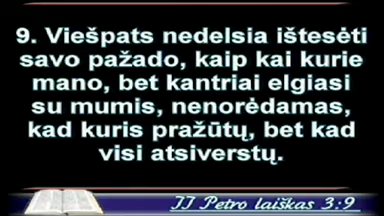 9. Viešpats nedelsia ištesėti
savo pažado, kaip kai kurie
mano, bet kantriai elgiasi
su mumis, nenorėdamas,
kad kuris pražūtų, bet kad
visi atsiverstų.
II Petro laiškas 3:9